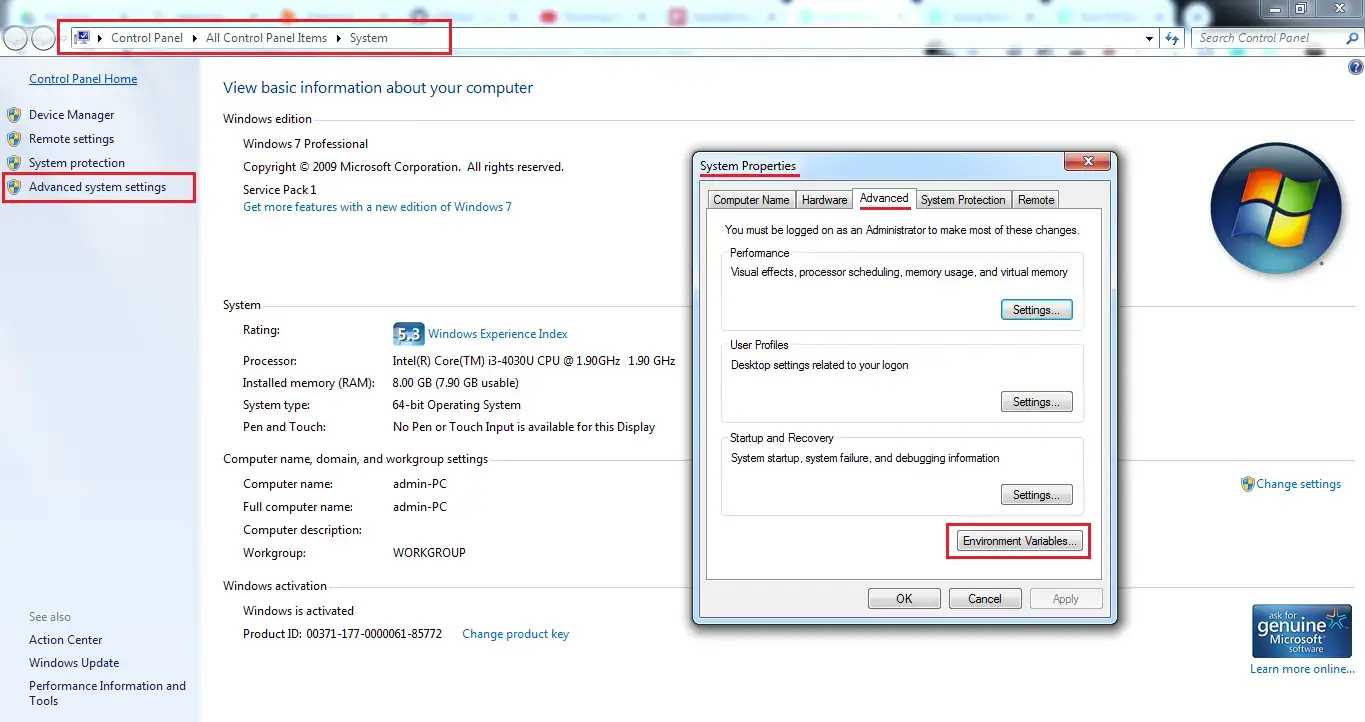 Control Panel ▸ All Control Panel Items ▸ System
Search Control Panel
Control Panel Home
Device Manager
Remote settings
System protection
Advanced system settings
See also
Action Center
Windows Update
Performance Information and
Tools
View basic information about your computer
Windows edition
Windows 7 Professional
Copyright © 2009 Microsoft Corporation. All rights reserved.
Service Pack 1
Get more features with a new edition of Windows 7
System
Rating:
5.3 Windows Experience Index
Processor: Intel(R) Core(TM) i3-4030U CPU @ 1.90GHz 1.90 GHz
Installed memory (RAM): 8.00 GB (7.90 GB usable)
System type: 64-bit Operating System
Pen and Touch: No Pen or Touch Input is available for this Display
Computer name, domain, and workgroup settings
Computer name: admin-PC
Full computer name: admin-PC
Computer description:
Workgroup: WORKGROUP
Change settings
Windows activation
Windows is activated
Product ID: 00371-177-0000061-85772 Change product key
ask for
genuine
Microsoft
software
Learn more online...
System Properties
Computer Name Hardware Advanced System Protection Remote
You must be logged on as an Administrator to make most of these changes.
Performance
Visual effects, processor scheduling, memory usage, and virtual memory
Settings...
User Profiles
Desktop settings related to your logon
Settings...
Startup and Recovery
System startup, system failure, and debugging information
Settings...
Environment Variables...
OK Cancel Apply